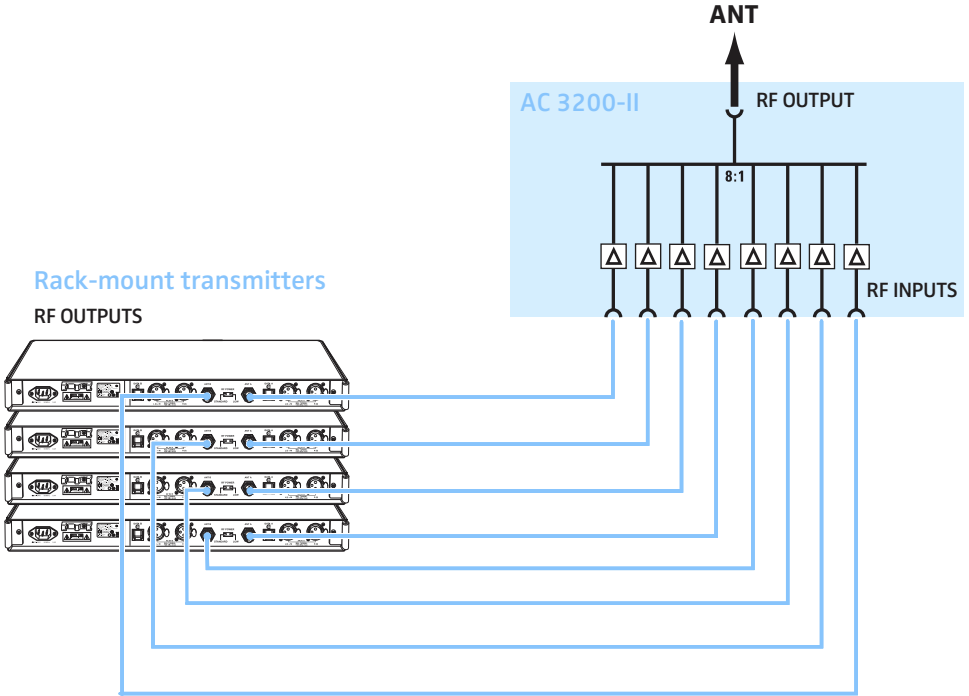 ANT
AC 3200-II
RF OUTPUT
8:1
Rack-mount transmitters
RF INPUTS
RF OUTPUTS